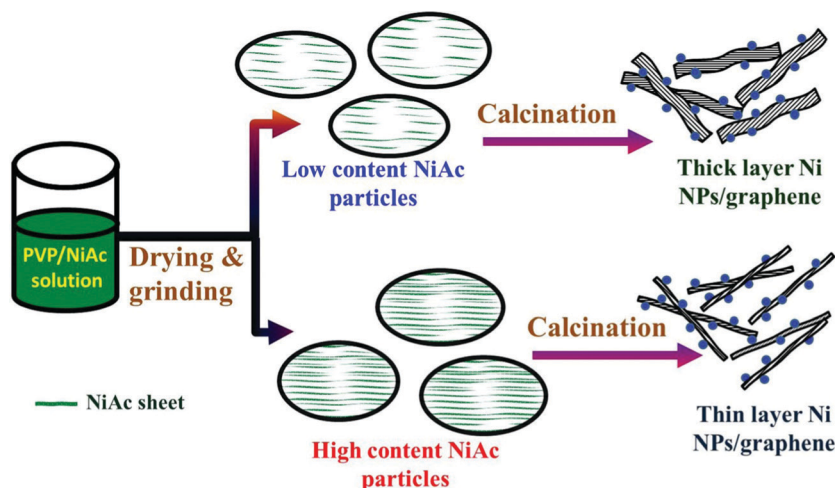 PVP/NiAc
solution
Drying &
grinding
Low content NiAc
particles
Calcination
Thick layer Ni
NPs/graphene
NiAc sheet
High content NiAc
particles
Calcination
Thin layer Ni
NPs/graphene